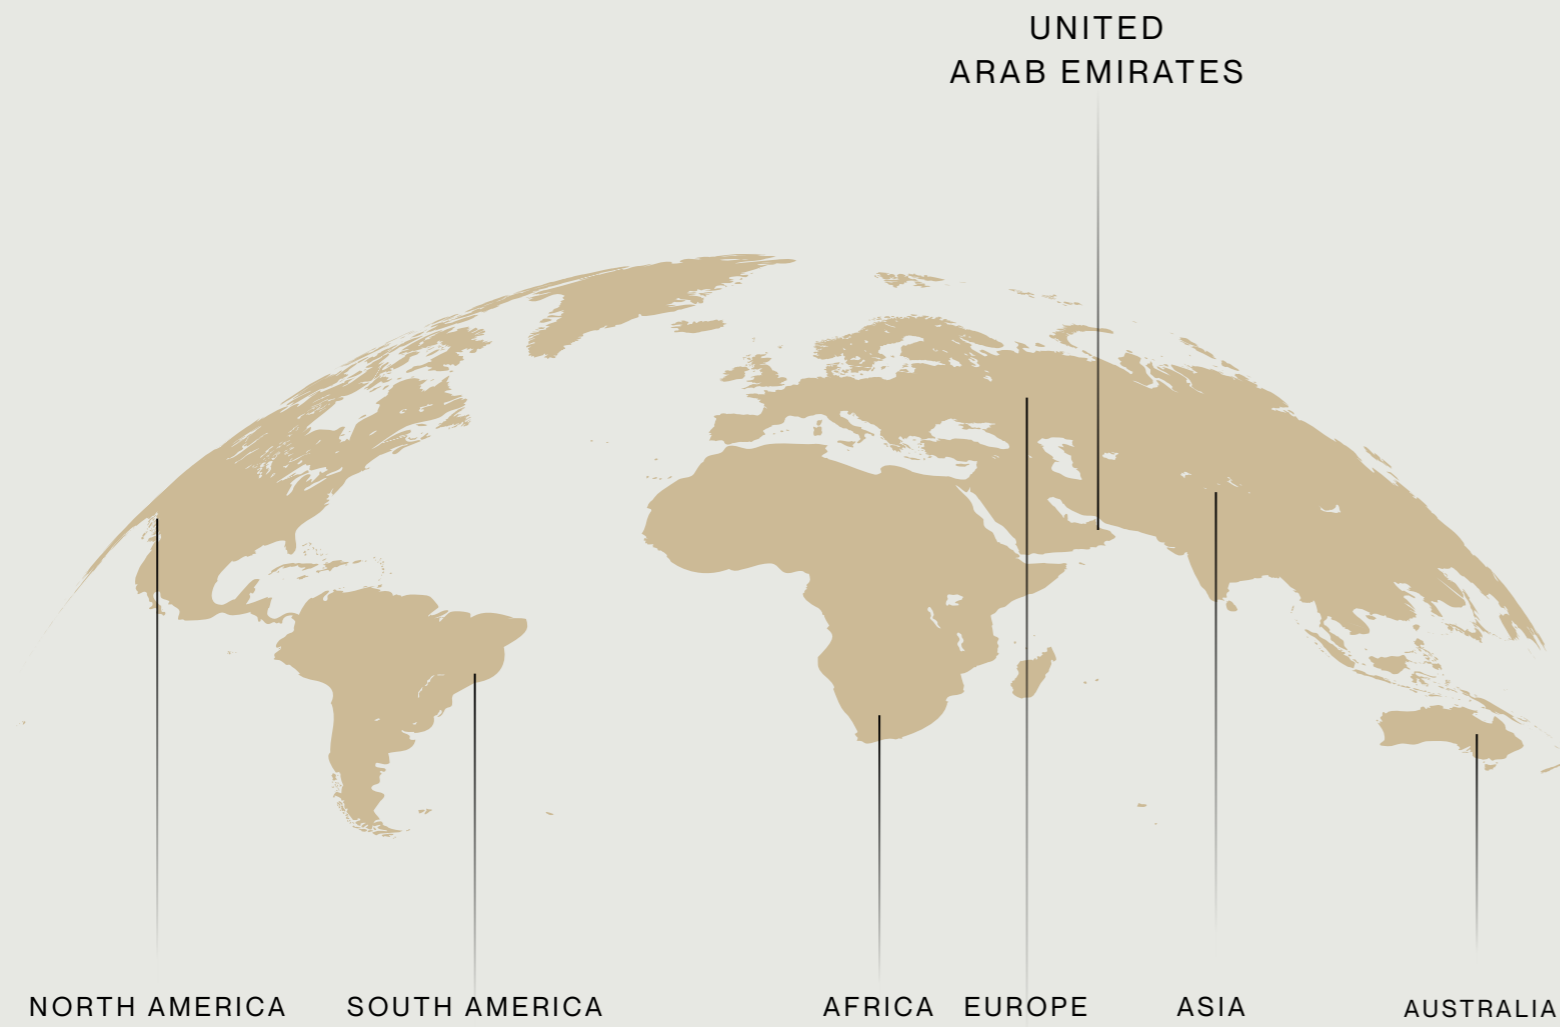 UNITED
ARAB EMIRATES
NORTH AMERICA
SOUTH AMERICA
AFRICA
EUROPE
ASIA
AUSTRALIA